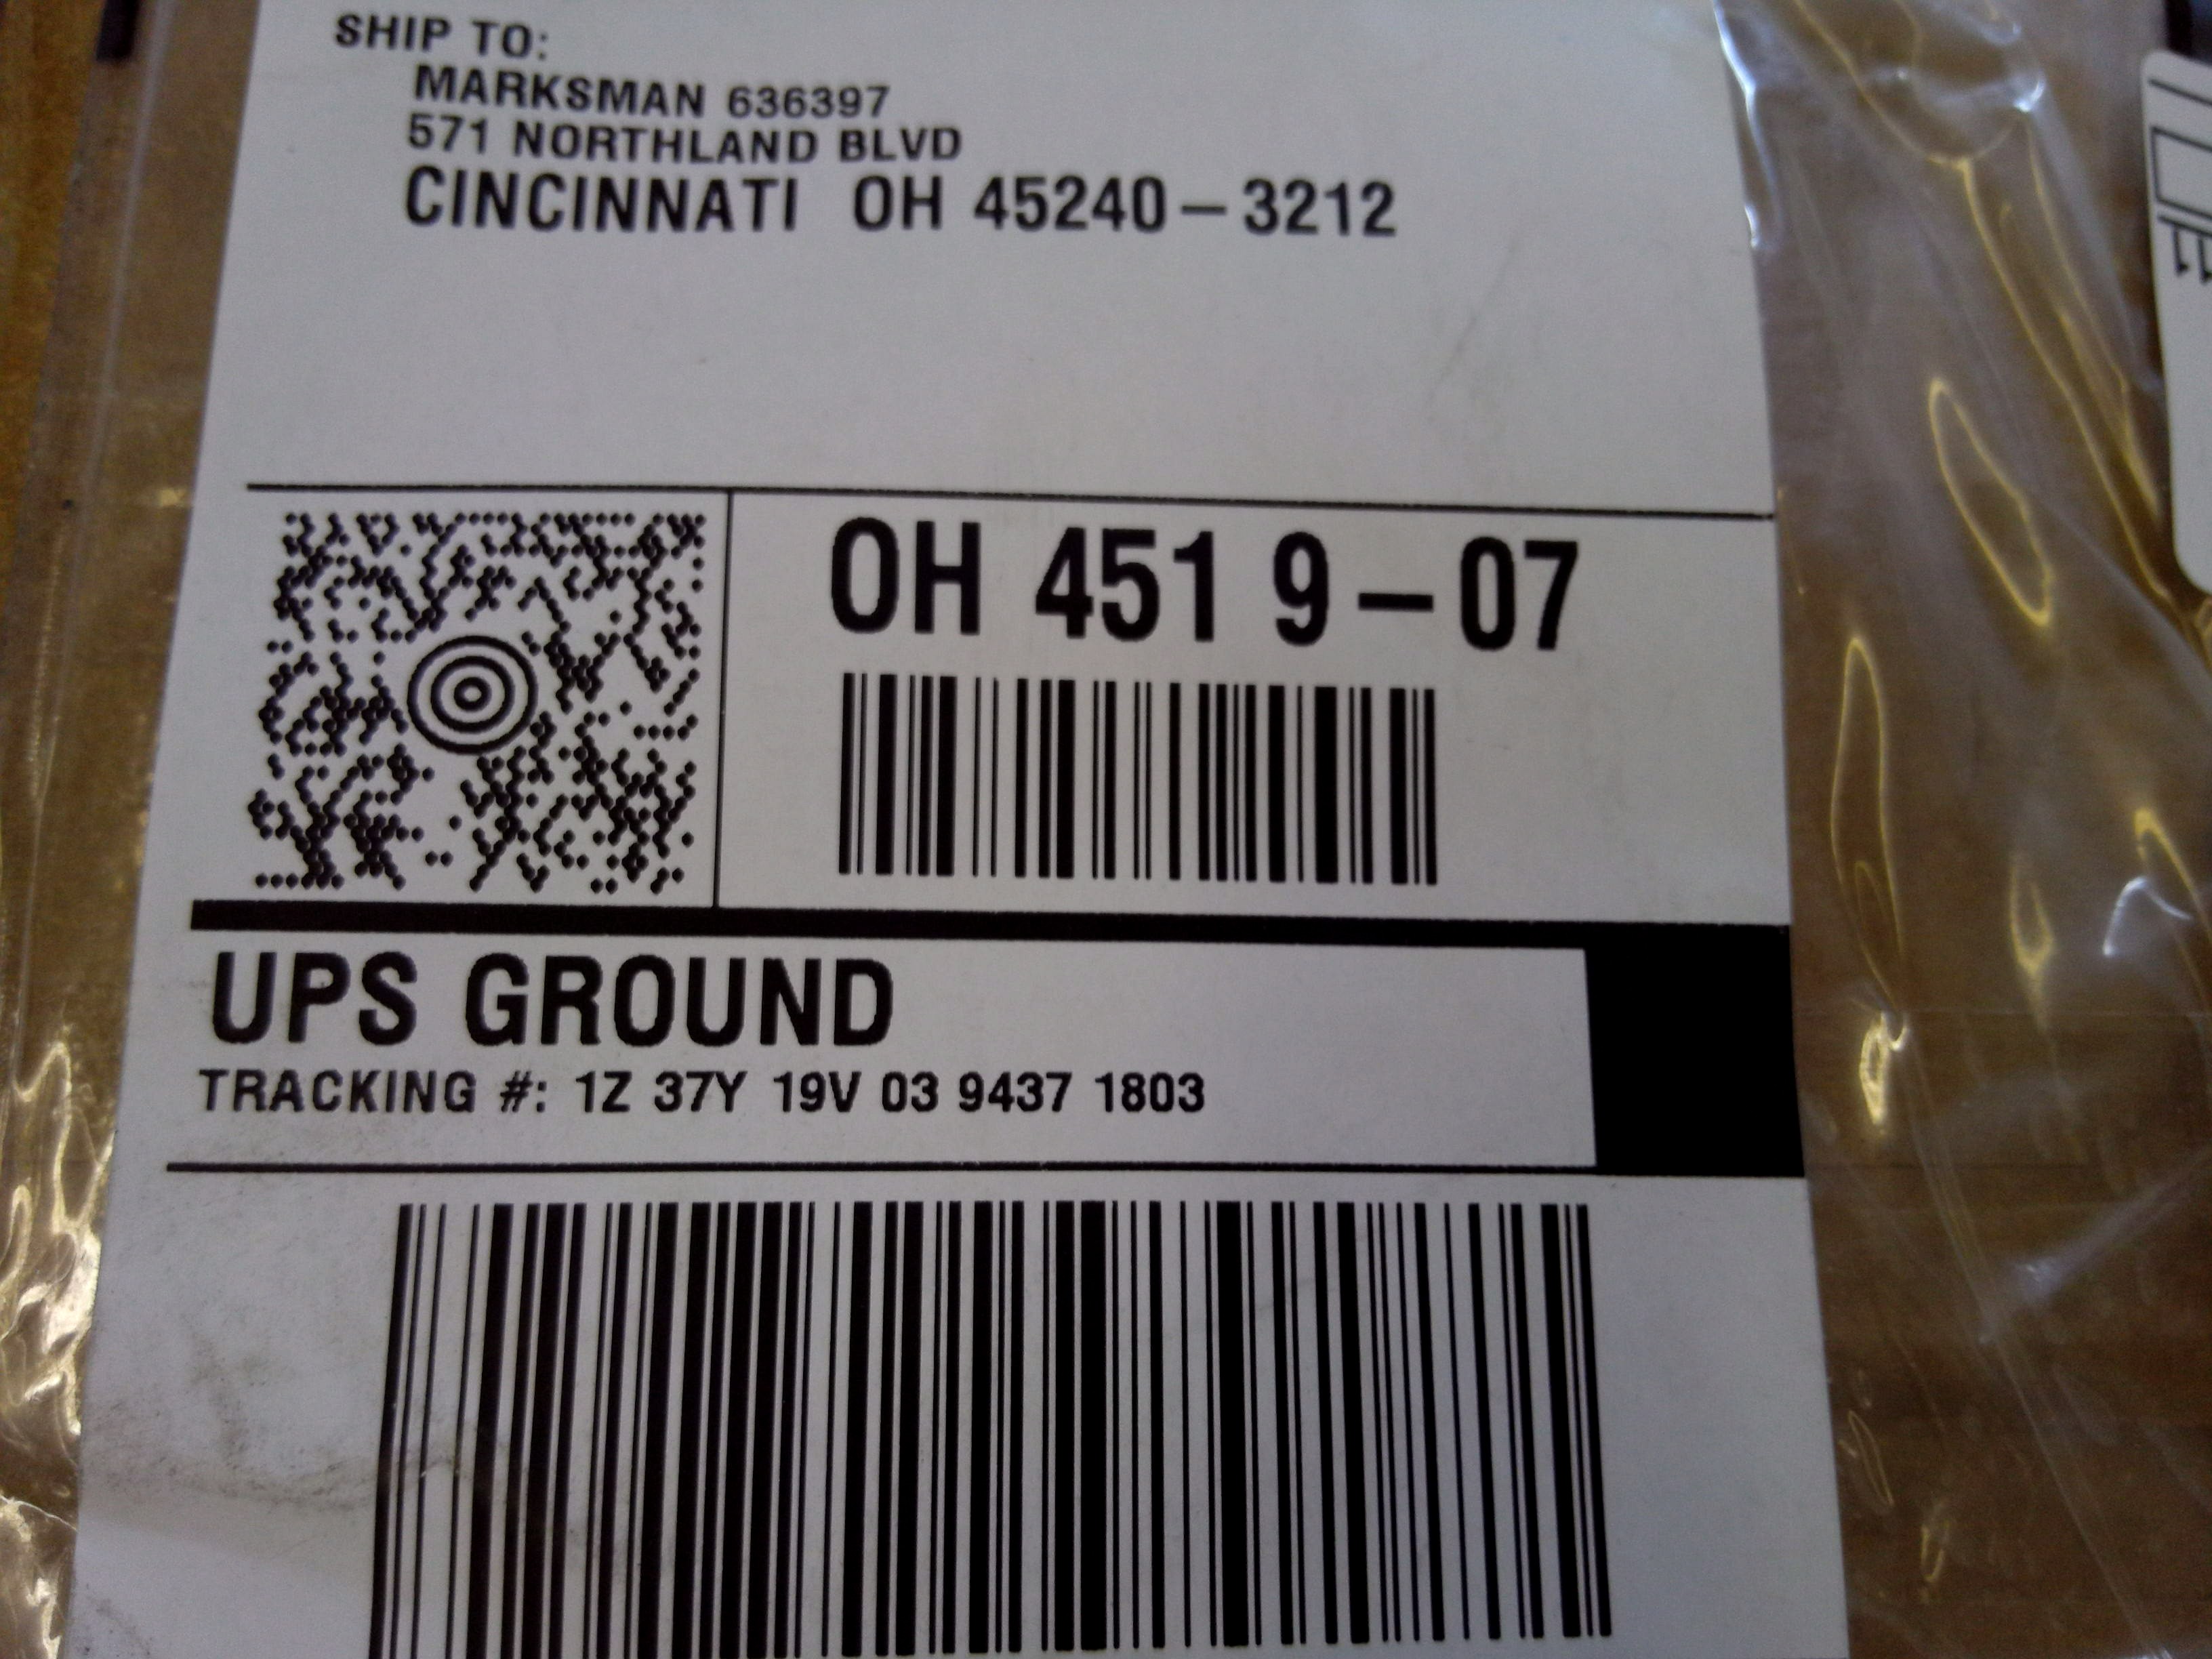 SHIP TO:
MARKSMAN 636397
571 NORTHLAND BLVD
CINCINNATI OH 45240-3212
OH 451 9-07
UPS GROUND
TRACKING #: 1Z 37Y 19V 03 9437 1803